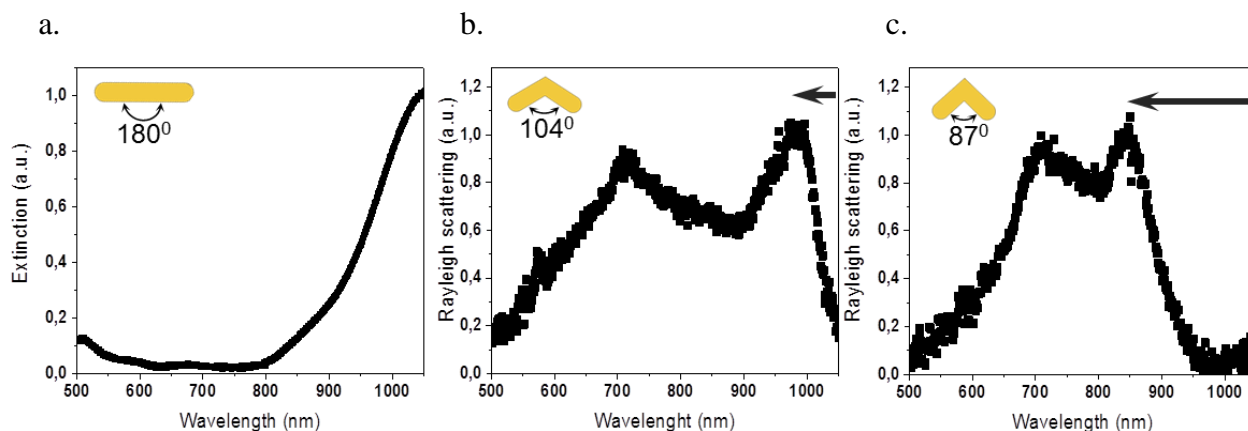 a.
b.
c.
Extinction (a.u.)
1,0
0,8
0,6
0,4
0,2
0,0
180⁰
500 600 700 800 900 1000
Wavelength (nm)
Rayleigh scattering (a.u.)
1,2
1,0
0,8
0,6
0,4
0,2
0,0
104⁰
500 600 700 800 900 1000
Wavelenght (nm)
Rayleigh scattering (a.u.)
1,2
1,0
0,8
0,6
0,4
0,2
0,0
87⁰
500 600 700 800 900 1000
Wavelength (nm)